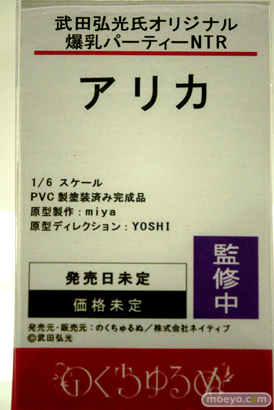 武田弘光氏オリジナル
爆乳パーティーNTR
アリカ
1/6 スケール
PVC製塗装済み完成品
原型製作：miya
原型ディレクション：YOSHI
監修中
発売日未定
価格未定
発売元・販売元：のくちゅるぬ／株式会社ネイティブ
©武田弘光
のくちゅるぬ
moeyo.com